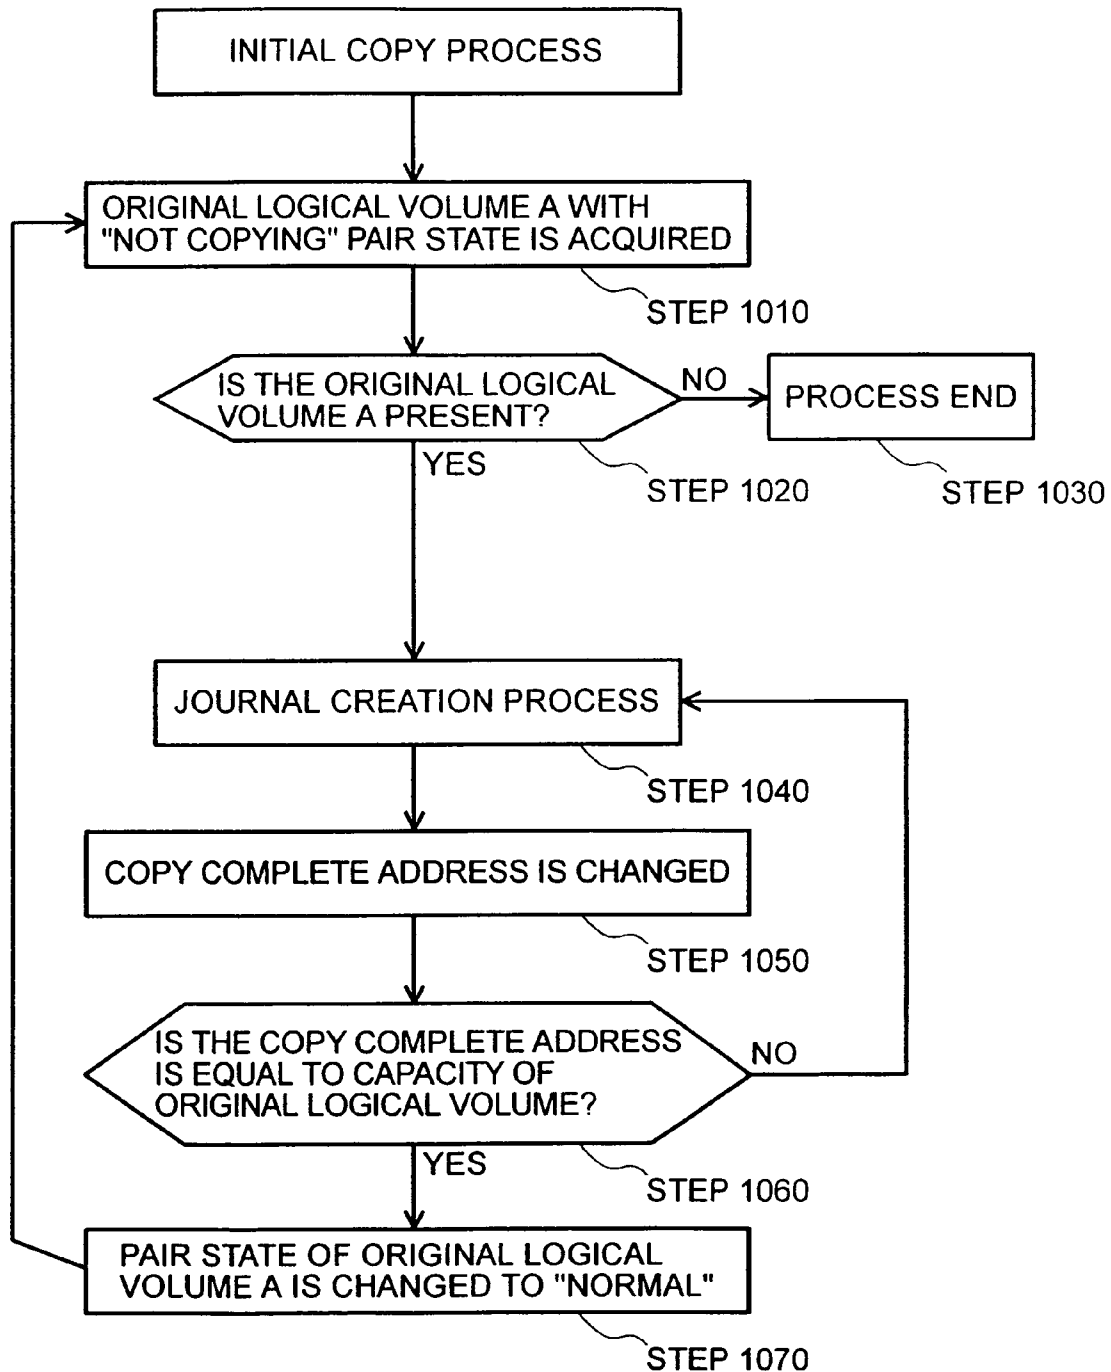 INITIAL COPY PROCESS
ORIGINAL LOGICAL VOLUME A WITH
"NOT COPYING" PAIR STATE IS ACQUIRED
STEP 1010
IS THE ORIGINAL LOGICAL
VOLUME A PRESENT?
NO
PROCESS END
YES
STEP 1020
STEP 1030
JOURNAL CREATION PROCESS
STEP 1040
COPY COMPLETE ADDRESS IS CHANGED
STEP 1050
IS THE COPY COMPLETE ADDRESS
IS EQUAL TO CAPACITY OF
ORIGINAL LOGICAL VOLUME?
NO
YES
STEP 1060
PAIR STATE OF ORIGINAL LOGICAL
VOLUME A IS CHANGED TO "NORMAL"
STEP 1070